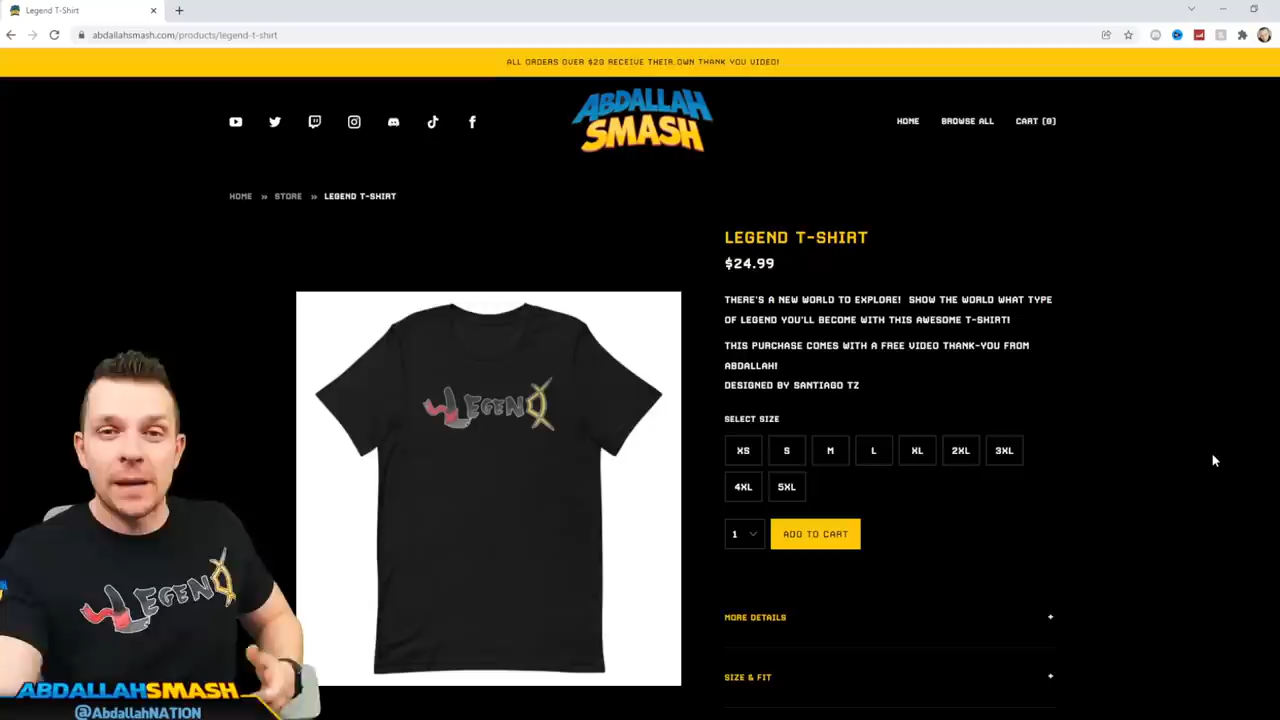 Legend T-Shirt
abdallahsmash.com/products/legend-t-shirt
ALL ORDERS OVER $20 RECEIVE THEIR OWN THANK YOU VIDEO!
ABDALLAH
SMASH
HOME
BROWSE ALL
CART (0)
HOME » STORE » LEGEND T-SHIRT
LEGEND T-SHIRT
$24.99
THERE'S A NEW WORLD TO EXPLORE! SHOW THE WORLD WHAT TYPE
OF LEGEND YOU'LL BECOME WITH THIS AWESOME T-SHIRT!
THIS PURCHASE COMES WITH A FREE VIDEO THANK-YOU FROM
ABDALLAH!
DESIGNED BY SANTIAGO TZ
SELECT SIZE
XS S M L XL 2XL 3XL
4XL 5XL
1
ADD TO CART
MORE DETAILS +
SIZE & FIT +
LEGEND
LEGEND
ABDALLAHSMASH
@AbdallahNATION